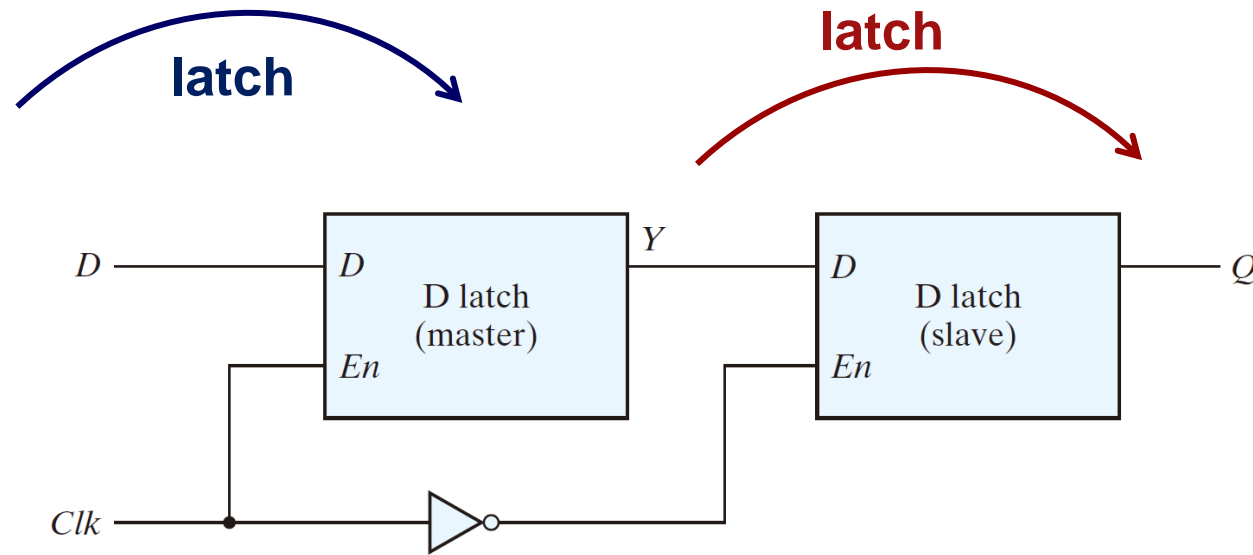 latch
latch
D
D
D latch
(master)
En
Y
D
D latch
(slave)
En
Q
Clk